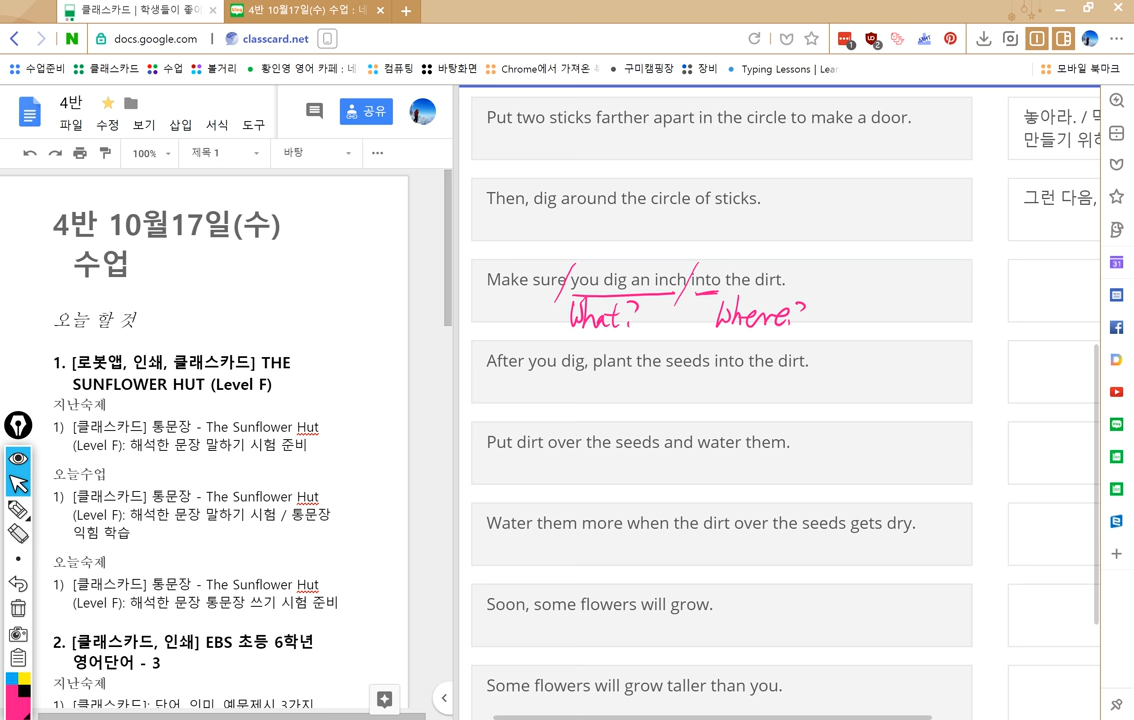 클래스카드 | 학생들이 좋아
4반 10월17일(수) 수업 : 네
docs.google.com | classcard.net
수업준비 클래스카드 수업 볼거리 황인영 영어 카페 : 네 컴퓨팅 바탕화면 Chrome에서 가져온 구미캠핑장 장비 Typing Lessons | Lear 모바일 북마크
4반
공유
파일 수정 보기 삽입 서식 도구
100% 제목 1 바탕
4반 10월17일(수)
수업
오늘 할 것
1. [로봇앱, 인쇄, 클래스카드] THE
SUNFLOWER HUT (Level F)
지난숙제
1) [클래스카드] 통문장 - The Sunflower Hut
(Level F): 해석한 문장 말하기 시험 준비
오늘수업
1) [클래스카드] 통문장 - The Sunflower Hut
(Level F): 해석한 문장 말하기 시험 / 통문장
익힘 학습
오늘숙제
1) [클래스카드] 통문장 - The Sunflower Hut
(Level F): 해석한 문장 통문장 쓰기 시험 준비
2. [클래스카드, 인쇄] EBS 초등 6학년
영어단어 - 3
지난숙제
1) [클래스카드]: 단어, 의미, 예문제시 3가지
Put two sticks farther apart in the circle to make a door.
놓아라. /
만들기 위
Then, dig around the circle of sticks.
그런 다음,
Make sure you dig an inch into the dirt.
What? Where?
After you dig, plant the seeds into the dirt.
Put dirt over the seeds and water them.
Water them more when the dirt over the seeds gets dry.
Soon, some flowers will grow.
Some flowers will grow taller than you.